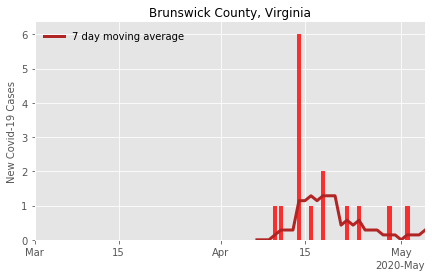 Brunswick County, Virginia
7 day moving average
New Covid-19 Cases
6
5
4
3
2
1
0
Mar 15 Apr 15 May
2020-May